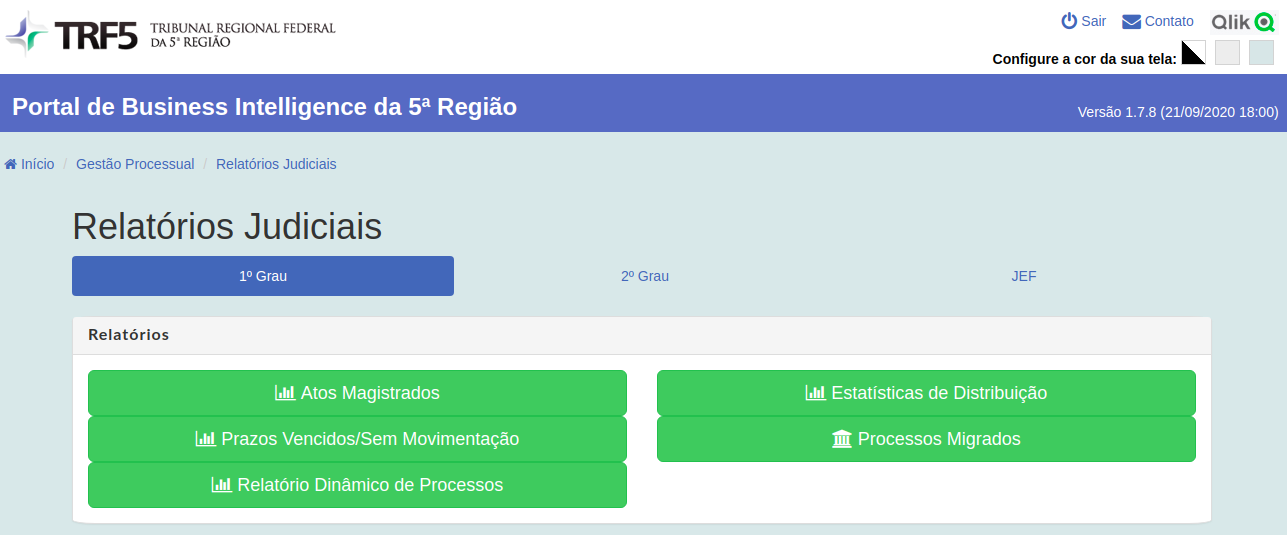 TRF5 TRIBUNAL REGIONAL FEDERAL
DA 5ª REGIÃO
Sair Contato Qlik
Configure a cor da sua tela:
Portal de Business Intelligence da 5ª Região
Versão 1.7.8 (21/09/2020 18:00)
Início / Gestão Processual / Relatórios Judiciais
Relatórios Judiciais
1º Grau 2º Grau JEF
Relatórios
Atos Magistrados Estatísticas de Distribuição
Prazos Vencidos/Sem Movimentação Processos Migrados
Relatório Dinâmico de Processos